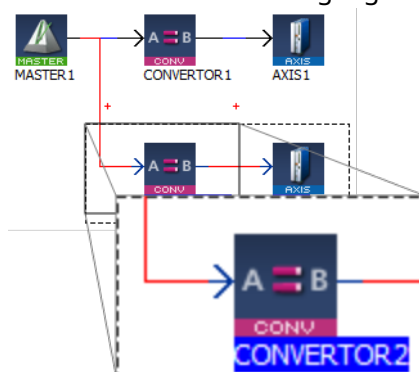 A B
MASTER CONV AXIS
MASTER1 CONVERTOR1 AXIS1
A B
CONV AXIS
A B
CONV
CONVERTOR2